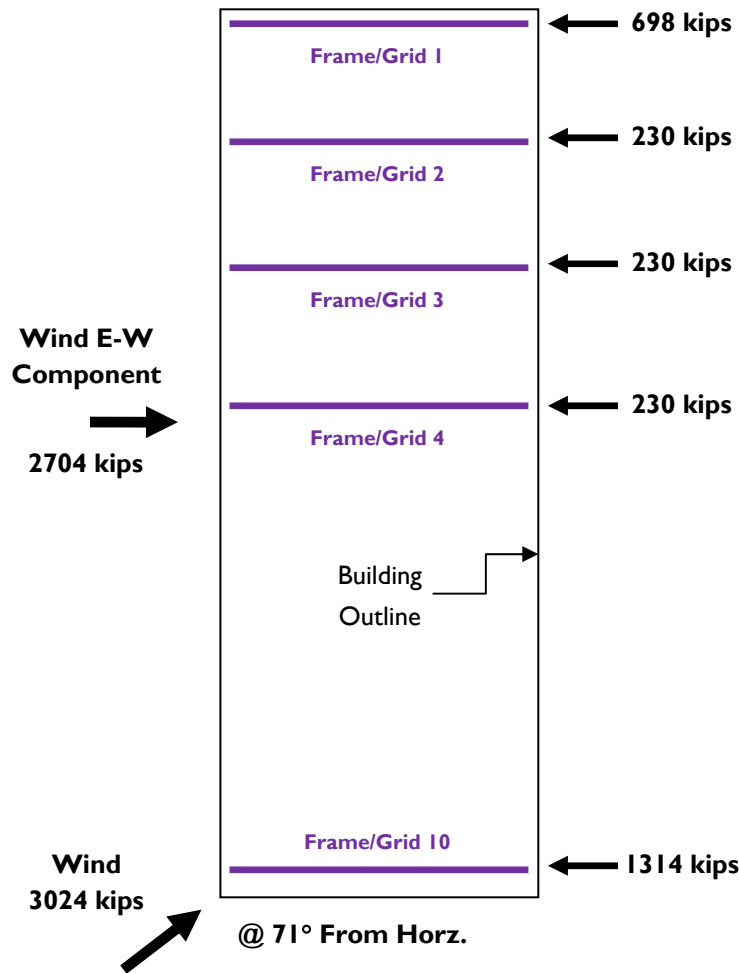 698 kips
Frame/Grid 1
230 kips
Frame/Grid 2
230 kips
Frame/Grid 3
Wind E-W
Component
2704 kips
230 kips
Frame/Grid 4
Building
Outline
Frame/Grid 10
1314 kips
Wind
3024 kips
@ 71° From Horz.